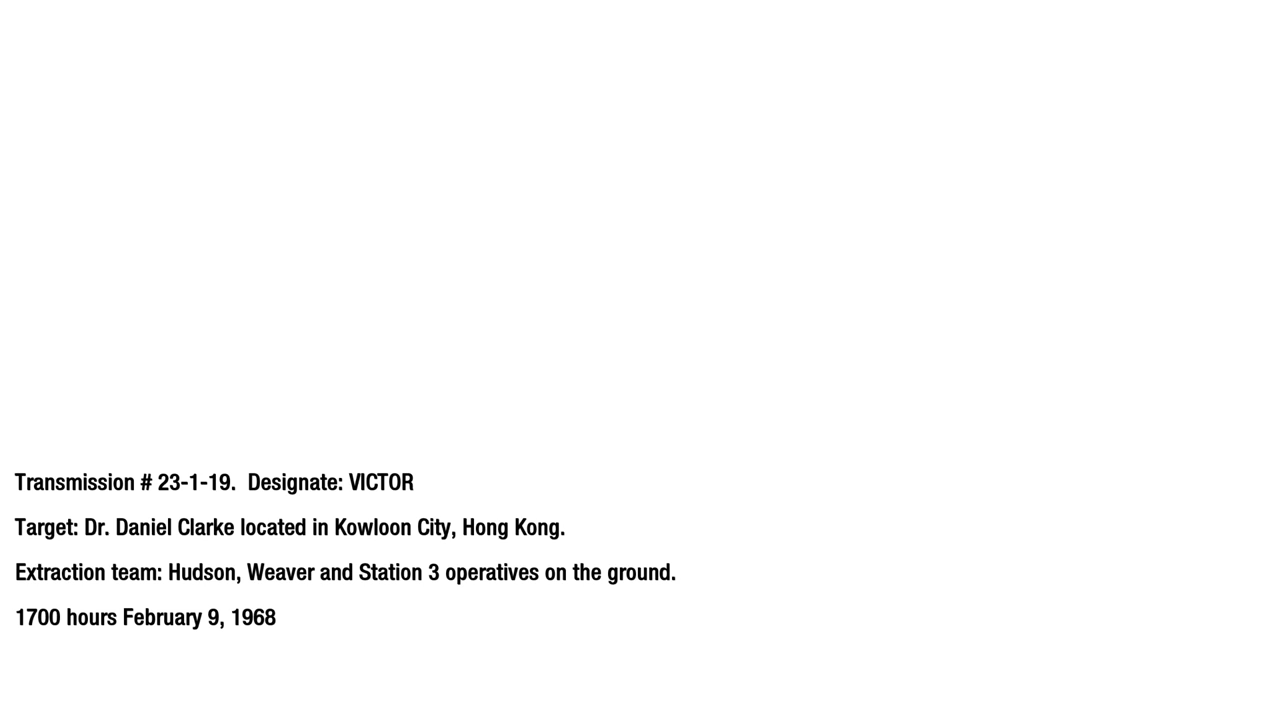 Transmission # 23-1-19.  Designate: VICTOR
Target: Dr. Daniel Clarke located in Kowloon City, Hong Kong.
Extraction team: Hudson, Weaver and Station 3 operatives on the ground.
1700 hours February 9, 1968